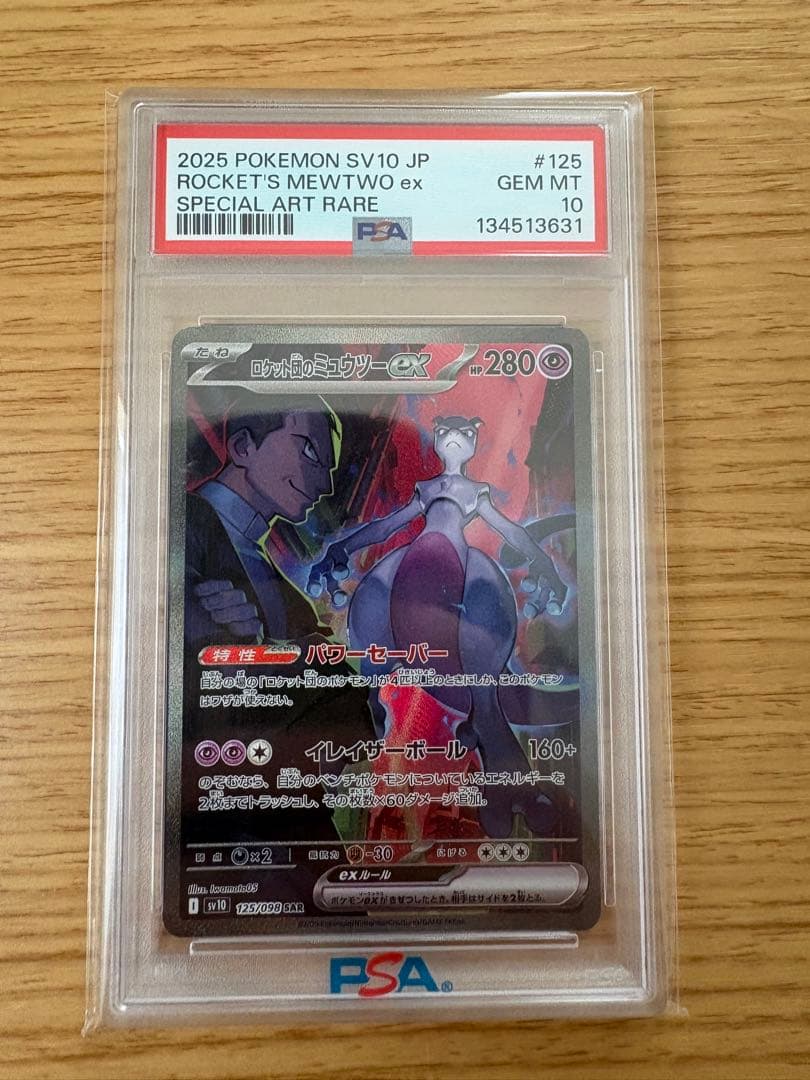 2025 POKEMON SV10 JP #125
ROCKET'S MEWTWO ex GEM MT
SPECIAL ART RARE 10
PSA 134513631
たね ロケット団のミュウツーex HP280
特性 パワーセーバー
自分の場の「ロケット団のポケモン」が4匹以上のときにしか、このポケモン
はワザが使えない。
イレイザーボール 160+
のぞむなら、自分のベンチポケモンについているエネルギーを
2枚までトラッシュし、その枚数×60ダメージ追加。
弱点 ×2 抵抗力 -30 にげる
exルール
ポケモンexがきぜつしたとき、相手はサイドを2枚とる。
Illus. Iwamoto05
I sv10 125/098 SAR
PSA®